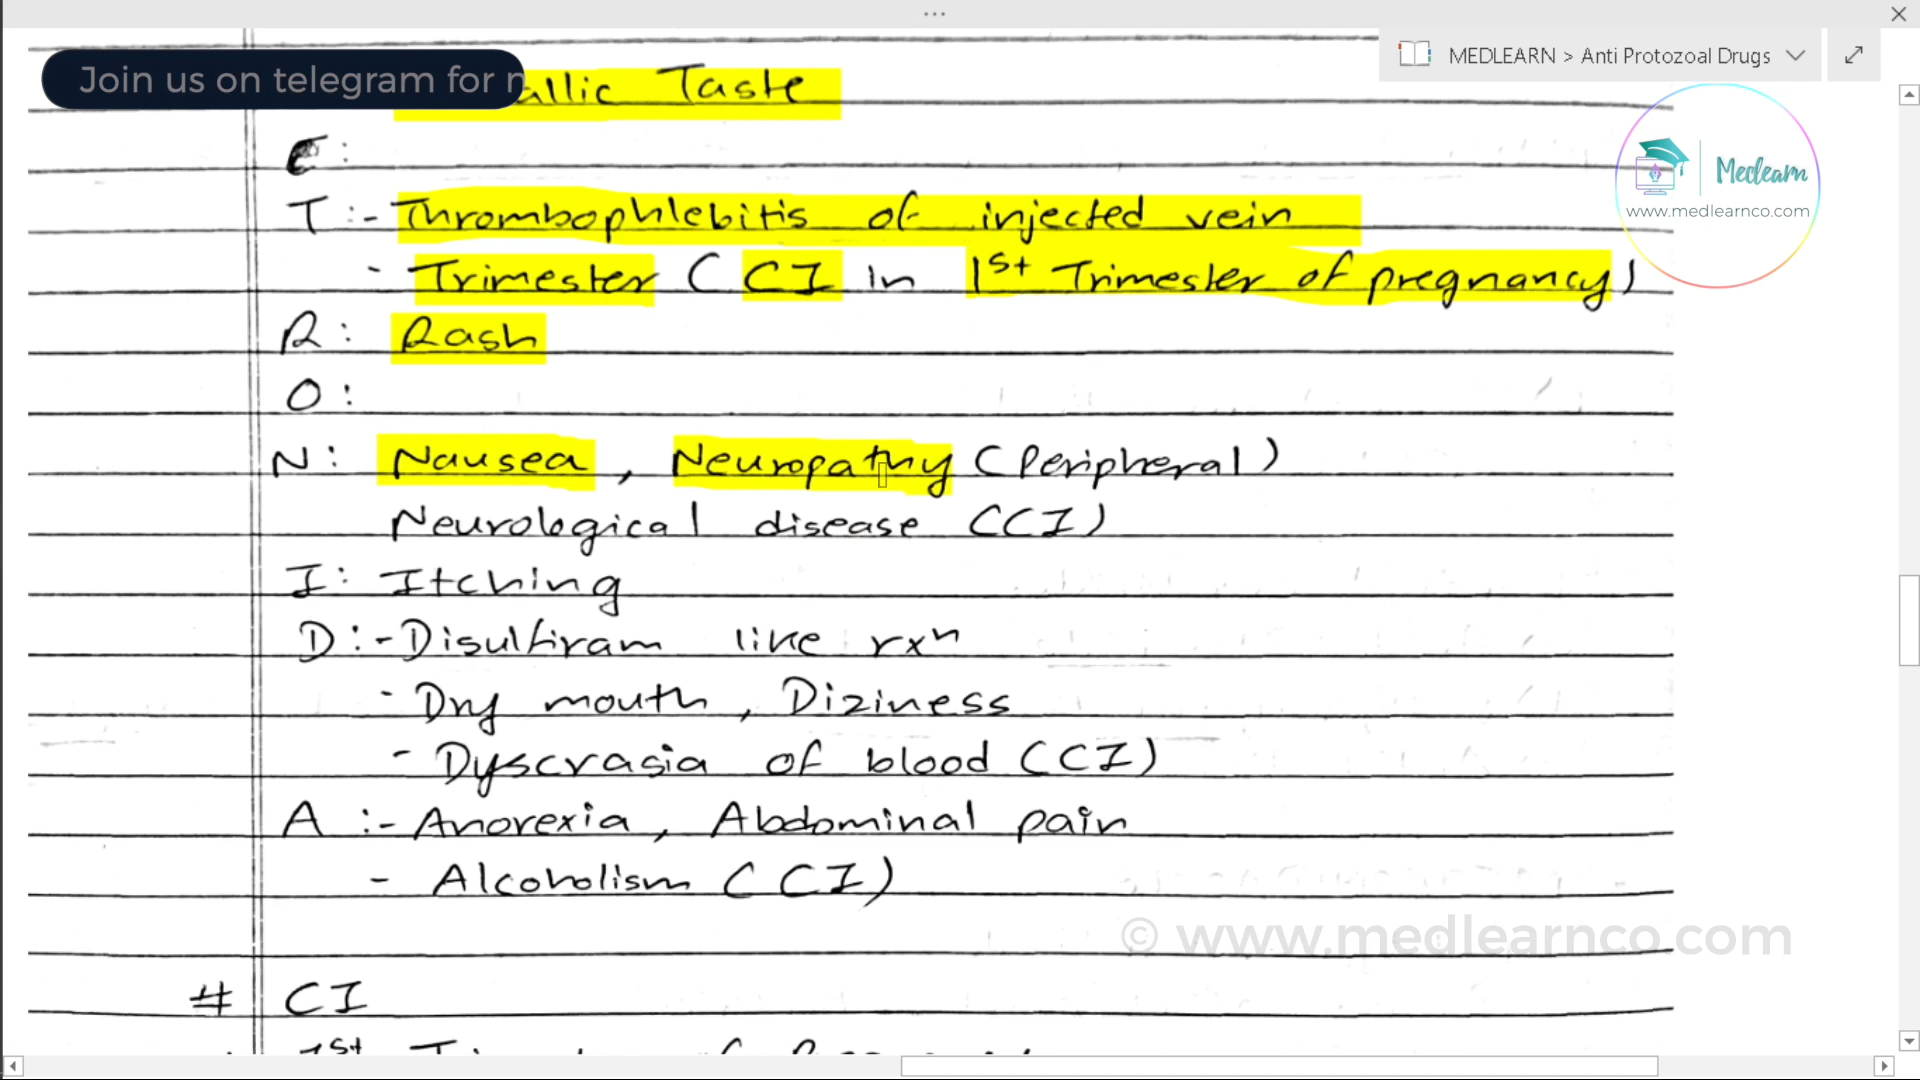 ...
MEDLEARN > Anti Protozoal Drugs
Join us on telegram for
allic Taste
E:
T:- Thrombophlebitis of injected vein
- Trimester (CI in 1st Trimester of pregnancy)
R: Rash
O:
N: Nausea, Neuropathy (Peripheral)
Neurological disease (CI)
I: Itching
D:- Disulfiram like rxn
- Dry mouth, Diziness
- Dyscrasia of blood (CI)
A:- Anorexia, Abdominal pain
- Alcoholism (CI)
# CI
Medlearn
www.medlearnco.com
© www.medlearnco.com